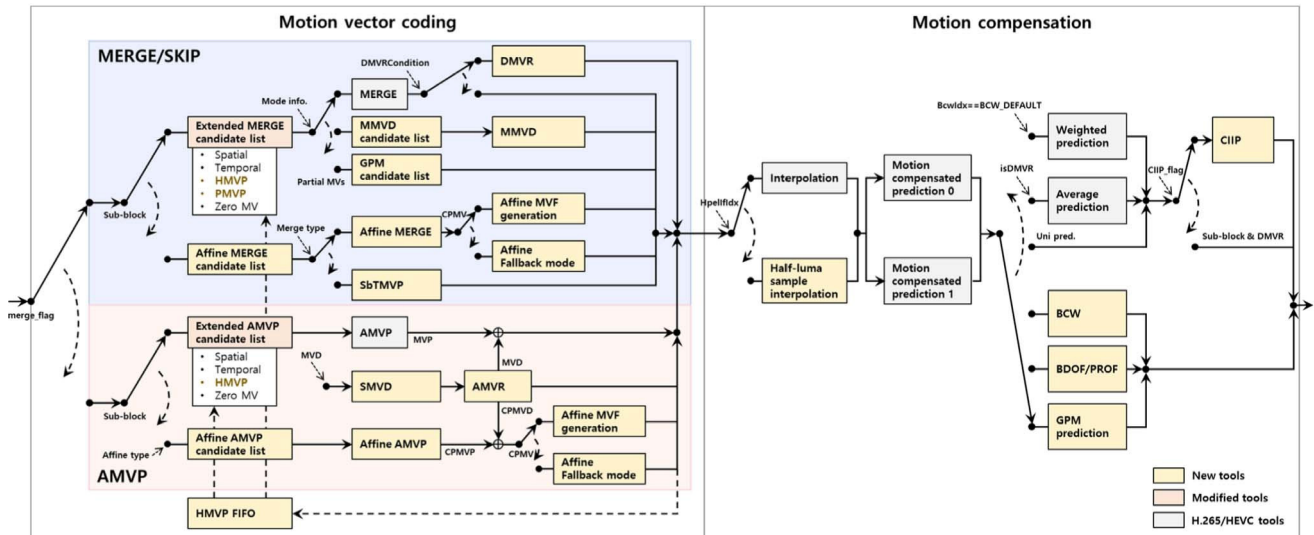 Motion vector coding
Motion compensation
MERGE/SKIP
DMVRCondition
DMVR
Mode info.
MERGE
Extended MERGE
candidate list
• Spatial
• Temporal
• HMVP
• PMVP
• Zero MV
MMVD
candidate list
MMVD
GPM
candidate list
Partial MVs
Sub-block
Merge type
Affine MERGE
candidate list
Affine MERGE
CPMV
Affine MVF
generation
Affine
Fallback mode
SbTMVP
merge_flag
Extended AMVP
candidate list
• Spatial
• Temporal
• HMVP
• Zero MV
AMVP
MVP
MVD
MVD
SMVD
AMVR
CPMVD
Sub-block
Affine type
Affine AMVP
candidate list
Affine AMVP
CPMVP
CPMV
Affine MVF
generation
Affine
Fallback mode
AMVP
HMVP FIFO
HpelIfIdx
Interpolation
Half-luma
sample
interpolation
Motion
compensated
prediction 0
Motion
compensated
prediction 1
BcwIdx==BCW_DEFAULT
Weighted
prediction
isDMVR
Average
prediction
Uni pred.
CIIP_flag
CIIP
Sub-block & DMVR
BCW
BDOF/PROF
GPM
prediction
New tools
Modified tools
H.265/HEVC tools